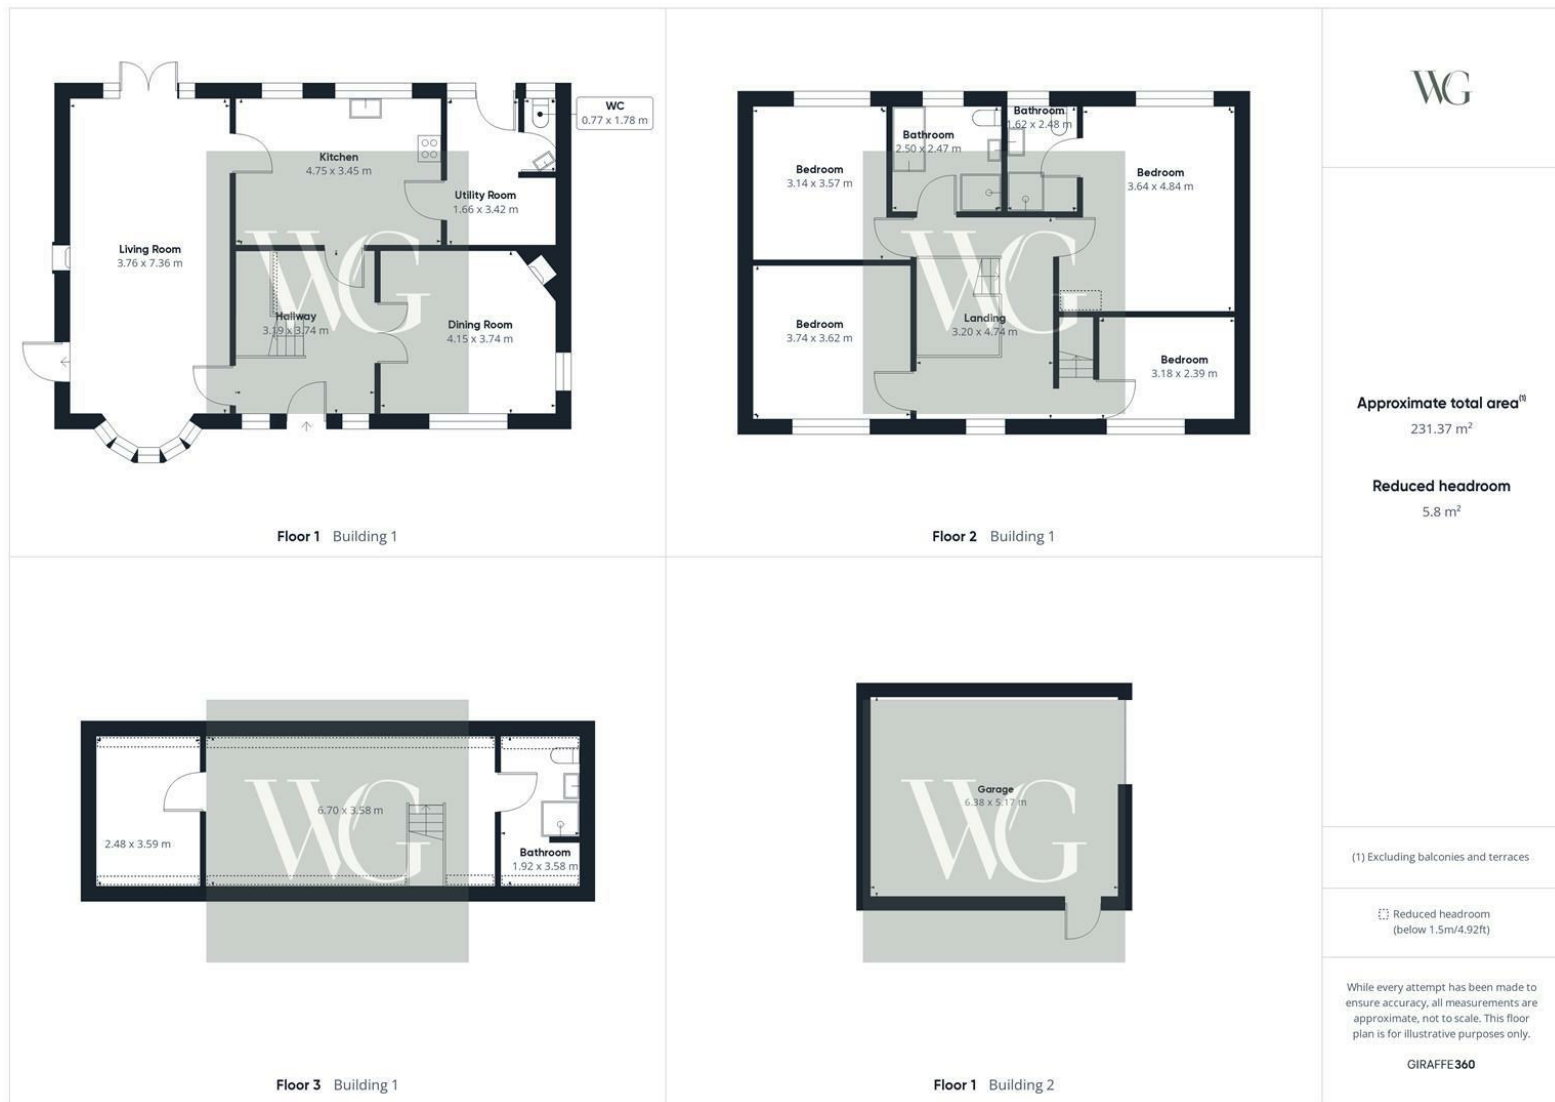 WC
0.77 x 1.78 m
Kitchen
4.75 x 3.45 m
Utility Room
1.66 x 3.42 m
Living Room
3.76 x 7.36 m
Hallway
3.19 x 3.74 m
Dining Room
4.15 x 3.74 m
WG
Floor 1 Building 1
Bathroom
2.50 x 2.47 m
Bathroom
1.62 x 2.48 m
Bedroom
3.14 x 3.57 m
Bedroom
3.64 x 4.84 m
Bedroom
3.74 x 3.62 m
Landing
3.20 x 4.74 m
Bedroom
3.18 x 2.39 m
WG
Floor 2 Building 1
2.48 x 3.59 m
6.70 x 3.58 m
Bathroom
1.92 x 3.58 m
WG
Floor 3 Building 1
Garage
6.38 x 5.17 m
WG
Floor 1 Building 2
WG
Approximate total area(1)
231.37 m²
Reduced headroom
5.8 m²
(1) Excluding balconies and terraces
Reduced headroom
(below 1.5m/4.92ft)
While every attempt has been made to
ensure accuracy, all measurements are
approximate, not to scale. This floor
plan is for illustrative purposes only.
GIRAFFE360